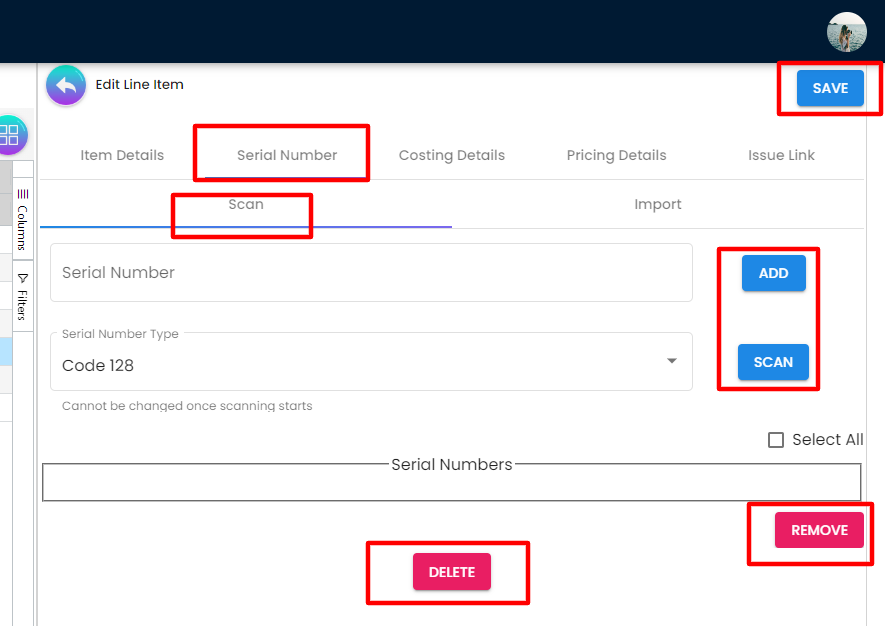 Edit Line Item
SAVE
Item Details
Serial Number
Costing Details
Pricing Details
Issue Link
Scan
Import
Columns
Filters
Serial Number
ADD
Serial Number Type
Code 128
SCAN
Cannot be changed once scanning starts
Select All
Serial Numbers
REMOVE
DELETE